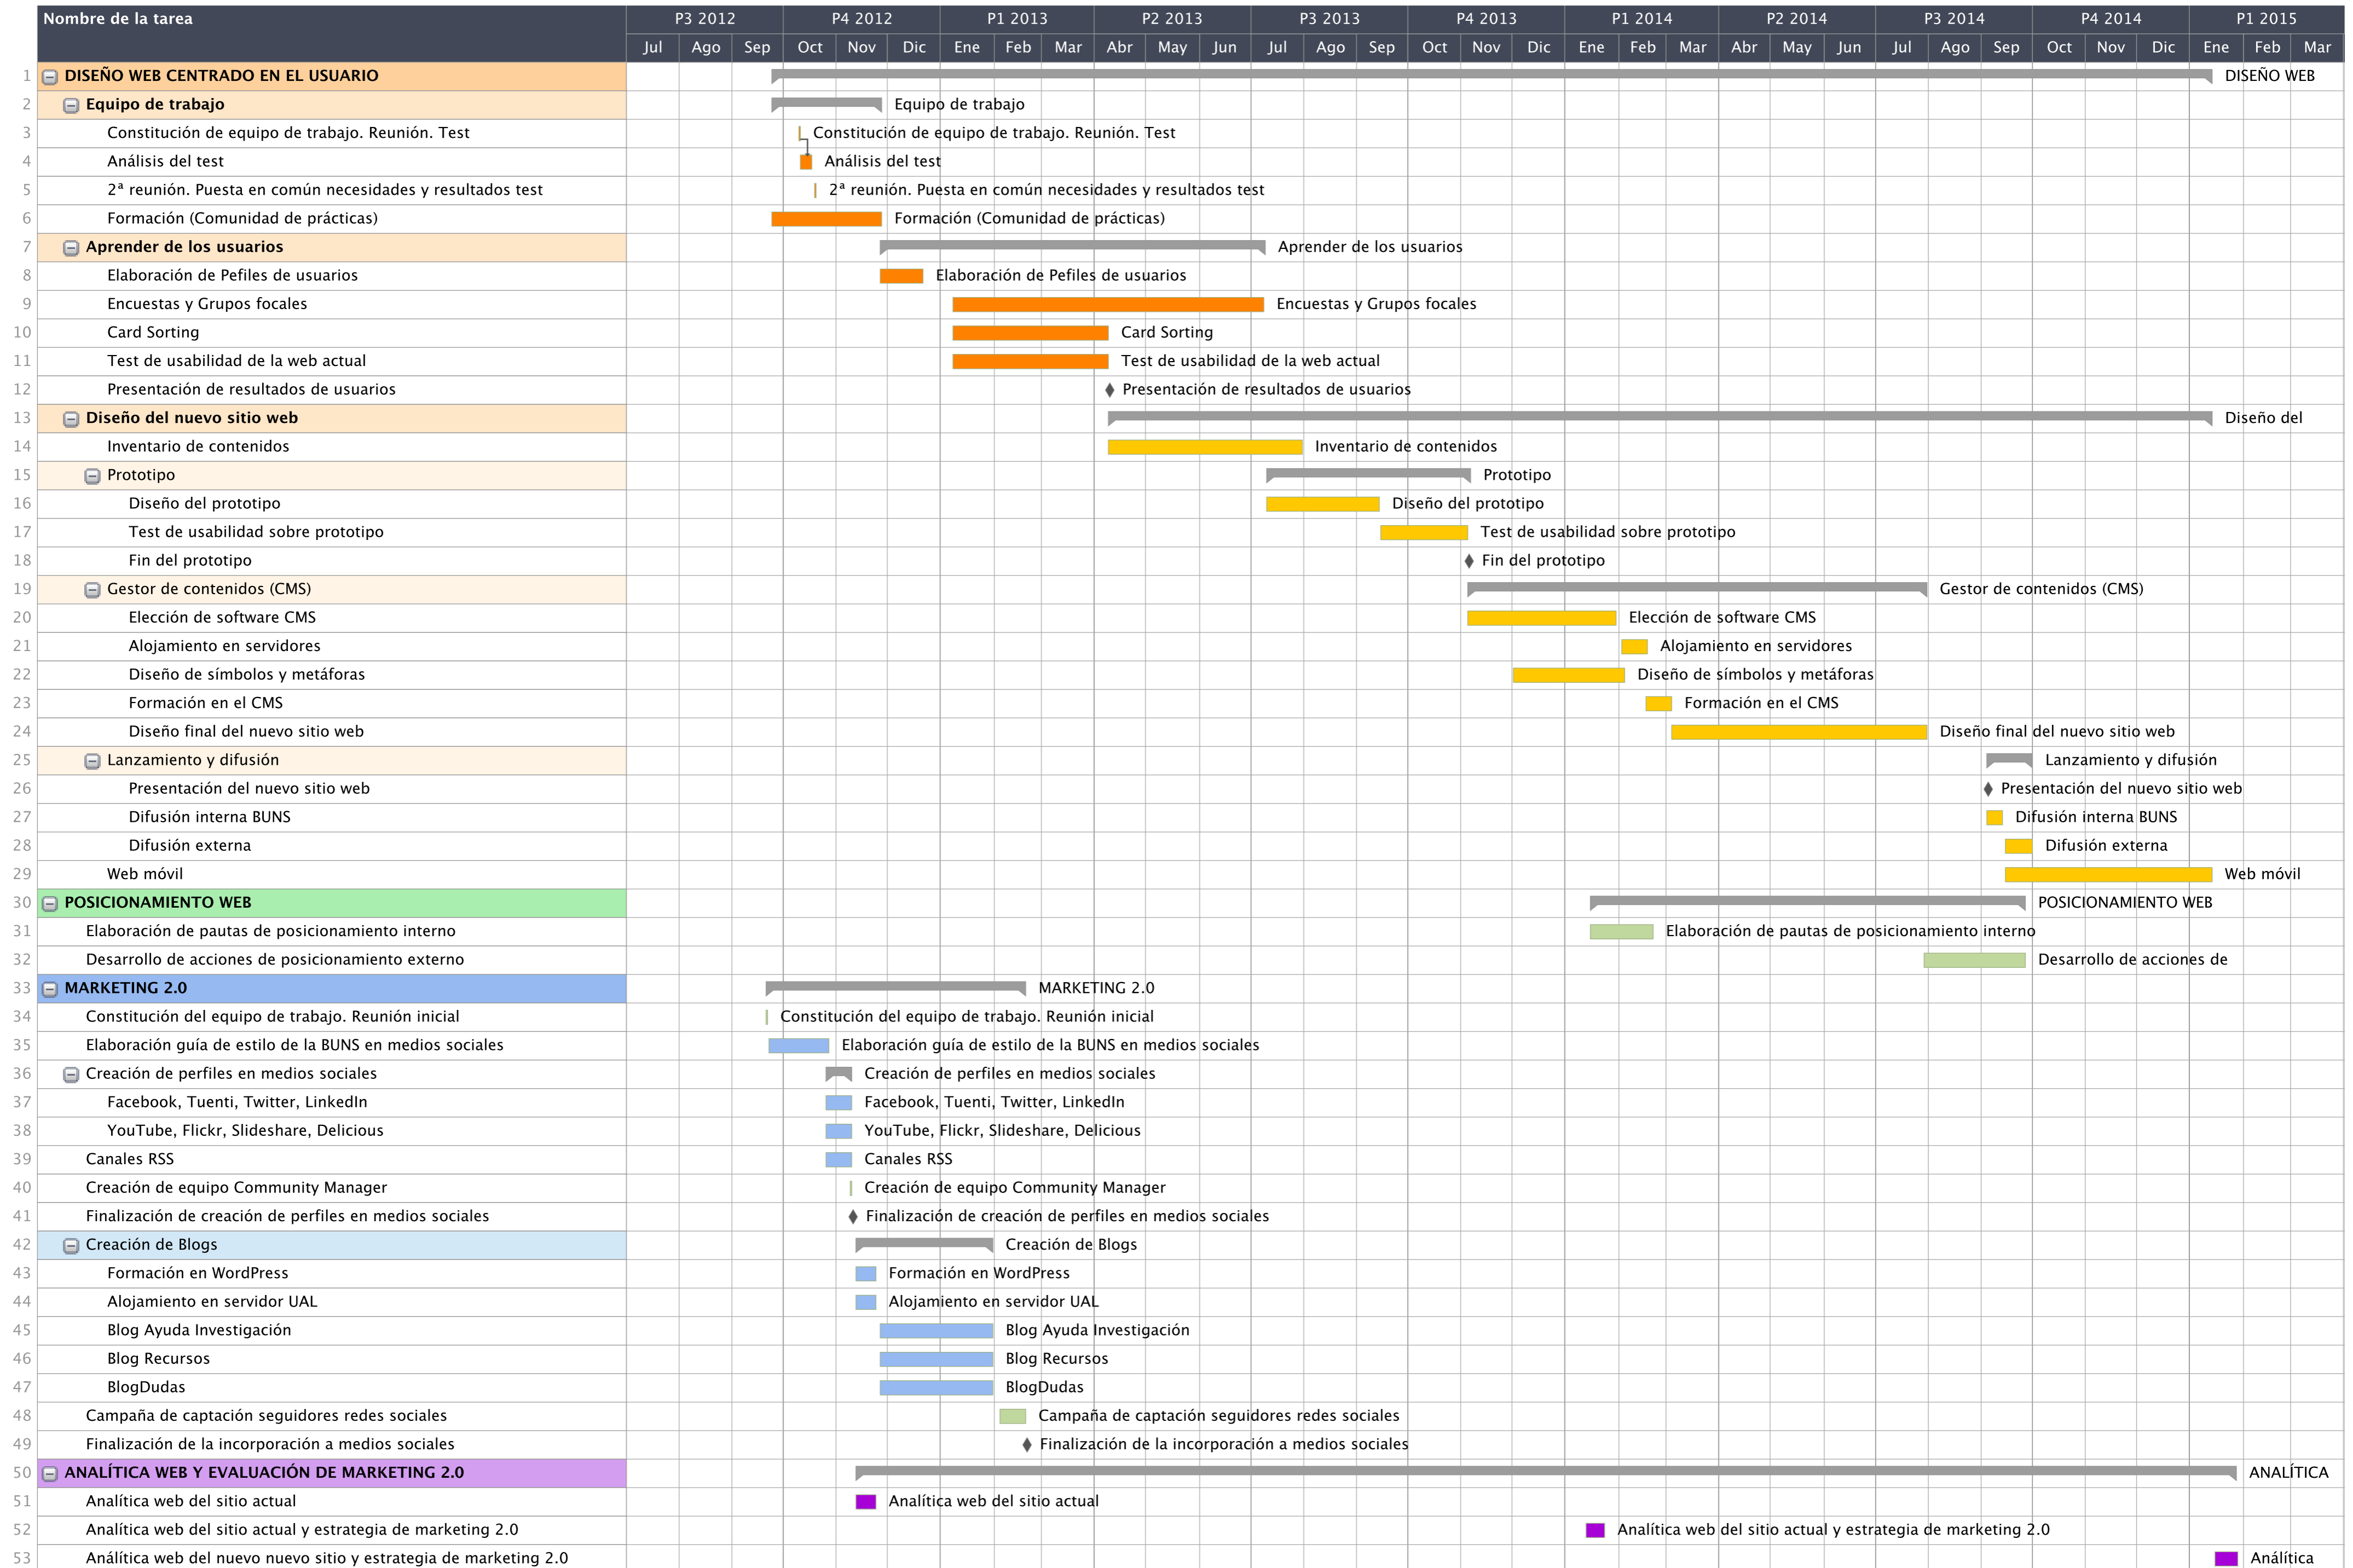 Nombre de la tarea P3 2012 P4 2012 P1 2013 P2 2013 P3 2013 P4 2013 P1 2014 P2 2014 P3 2014 P4 2014 P1 2015
Jul Ago Sep Oct Nov Dic Ene Feb Mar Abr May Jun Jul Ago Sep Oct Nov Dic Ene Feb Mar Abr May Jun Jul Ago Sep Oct Nov Dic Ene Feb Mar
1 DISEÑO WEB CENTRADO EN EL USUARIO DISEÑO WEB
2 Equipo de trabajo Equipo de trabajo
3 Constitución de equipo de trabajo. Reunión. Test Constitución de equipo de trabajo. Reunión. Test
4 Análisis del test Análisis del test
5 2ª reunión. Puesta en común necesidades y resultados test 2ª reunión. Puesta en común necesidades y resultados test
6 Formación (Comunidad de prácticas) Formación (Comunidad de prácticas)
7 Aprender de los usuarios Aprender de los usuarios
8 Elaboración de Pefiles de usuarios Elaboración de Pefiles de usuarios
9 Encuestas y Grupos focales Encuestas y Grupos focales
10 Card Sorting Card Sorting
11 Test de usabilidad de la web actual Test de usabilidad de la web actual
12 Presentación de resultados de usuarios Presentación de resultados de usuarios
13 Diseño del nuevo sitio web Diseño del
14 Inventario de contenidos Inventario de contenidos
15 Prototipo Prototipo
16 Diseño del prototipo Diseño del prototipo
17 Test de usabilidad sobre prototipo Test de usabilidad sobre prototipo
18 Fin del prototipo Fin del prototipo
19 Gestor de contenidos (CMS) Gestor de contenidos (CMS)
20 Elección de software CMS Elección de software CMS
21 Alojamiento en servidores Alojamiento en servidores
22 Diseño de símbolos y metáforas Diseño de símbolos y metáforas
23 Formación en el CMS Formación en el CMS
24 Diseño final del nuevo sitio web Diseño final del nuevo sitio web
25 Lanzamiento y difusión Lanzamiento y difusión
26 Presentación del nuevo sitio web Presentación del nuevo sitio web
27 Difusión interna BUNS Difusión interna BUNS
28 Difusión externa Difusión externa
29 Web móvil Web móvil
30 POSICIONAMIENTO WEB POSICIONAMIENTO WEB
31 Elaboración de pautas de posicionamiento interno Elaboración de pautas de posicionamiento interno
32 Desarrollo de acciones de posicionamiento externo Desarrollo de acciones de
33 MARKETING 2.0 MARKETING 2.0
34 Constitución del equipo de trabajo. Reunión inicial Constitución del equipo de trabajo. Reunión inicial
35 Elaboración guía de estilo de la BUNS en medios sociales Elaboración guía de estilo de la BUNS en medios sociales
36 Creación de perfiles en medios sociales Creación de perfiles en medios sociales
37 Facebook, Tuenti, Twitter, LinkedIn Facebook, Tuenti, Twitter, LinkedIn
38 YouTube, Flickr, Slideshare, Delicious YouTube, Flickr, Slideshare, Delicious
39 Canales RSS Canales RSS
40 Creación de equipo Community Manager Creación de equipo Community Manager
41 Finalización de creación de perfiles en medios sociales Finalización de creación de perfiles en medios sociales
42 Creación de Blogs Creación de Blogs
43 Formación en WordPress Formación en WordPress
44 Alojamiento en servidor UAL Alojamiento en servidor UAL
45 Blog Ayuda Investigación Blog Ayuda Investigación
46 Blog Recursos Blog Recursos
47 BlogDudas BlogDudas
48 Campaña de captación seguidores redes sociales Campaña de captación seguidores redes sociales
49 Finalización de la incorporación a medios sociales Finalización de la incorporación a medios sociales
50 ANALÍTICA WEB Y EVALUACIÓN DE MARKETING 2.0 ANALÍTICA
51 Analítica web del sitio actual Analítica web del sitio actual
52 Analítica web del sitio actual y estrategia de marketing 2.0 Analítica web del sitio actual y estrategia de marketing 2.0
53 Análitica web del nuevo nuevo sitio y estrategia de marketing 2.0 Análitica